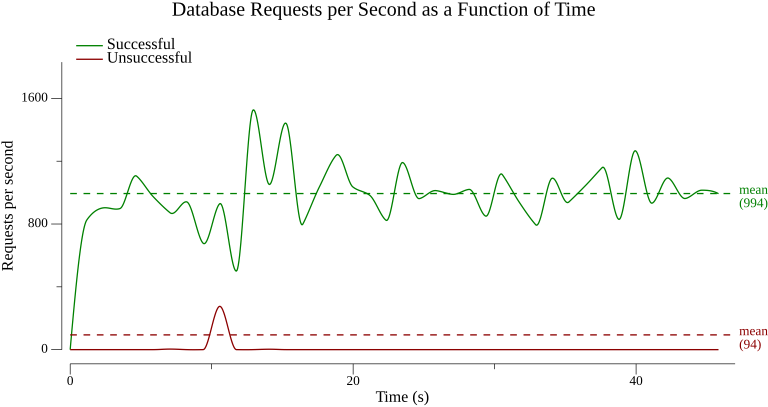 Database Requests per Second as a Function of Time
Successful
Unsuccessful
1600
800
0
Requests per second
mean
(994)
mean
(94)
0
20
40
Time (s)